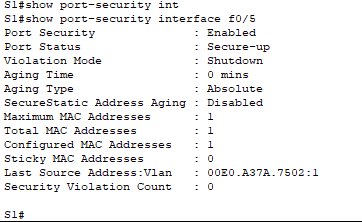 S1#show port-security int
S1#show port-security interface f0/5
Port Security              : Enabled
Port Status                : Secure-up
Violation Mode             : Shutdown
Aging Time                 : 0 mins
Aging Type                 : Absolute
SecureStatic Address Aging : Disabled
Maximum MAC Addresses      : 1
Total MAC Addresses        : 1
Configured MAC Addresses   : 1
Sticky MAC Addresses       : 0
Last Source Address:Vlan   : 00E0.A37A.7502:1
Security Violation Count   : 0
S1#